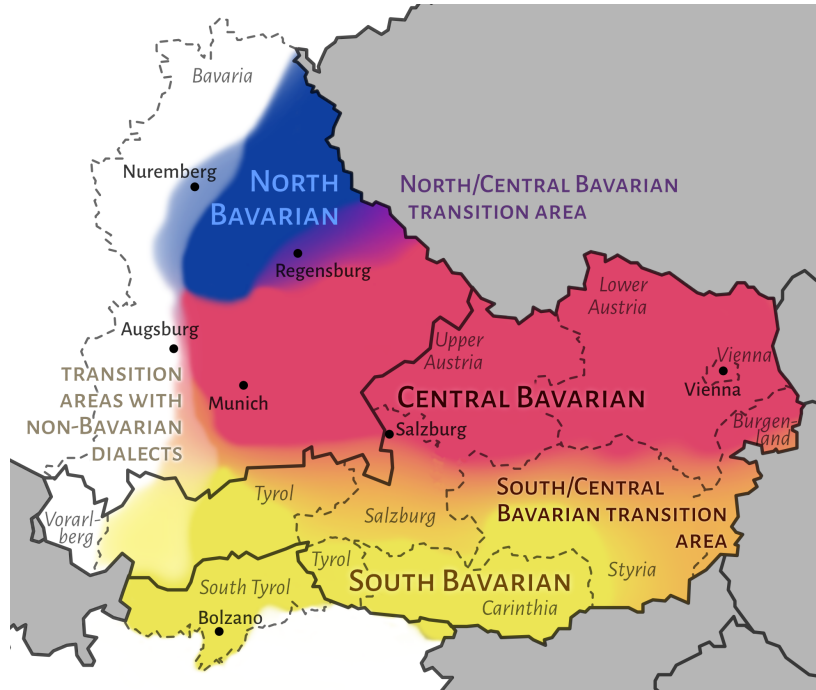 Bavaria
Nuremberg
NORTH
BAVARIAN
NORTH/CENTRAL BAVARIAN
TRANSITION AREA
Regensburg
Lower
Austria
Augsburg
Upper
Austria
Vienna
Vienna
TRANSITION
AREAS WITH
NON-BAVARIAN
DIALECTS
Munich
CENTRAL BAVARIAN
Salzburg
Burgen-
land
Tyrol
SOUTH/CENTRAL
BAVARIAN TRANSITION
AREA
Vorarl-
berg
Salzburg
Tyrol
South Tyrol
SOUTH BAVARIAN
Styria
Carinthia
Bolzano